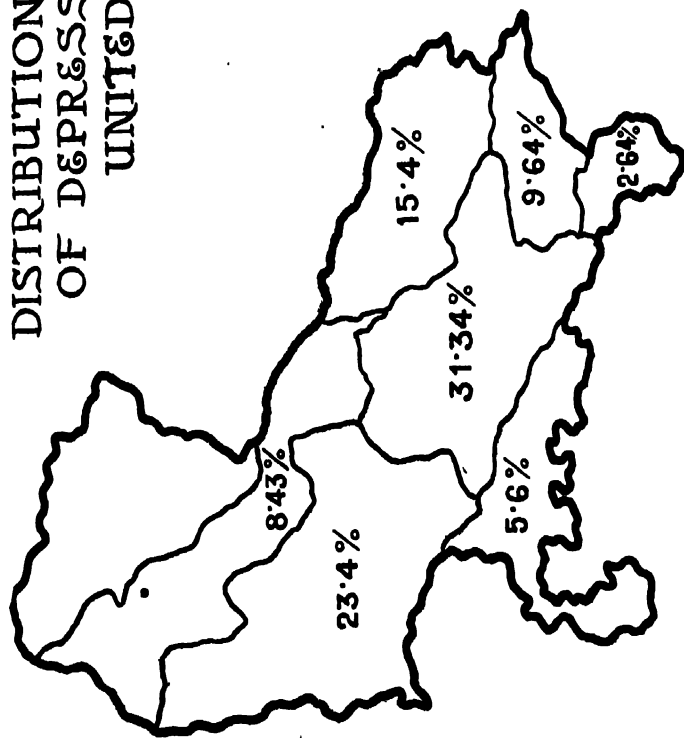 DISTRIBUTION
OF DEPRESS
UNITED
8·43%
23·4%
15·4%
31·34%
5·6%
9·64%
2·64%